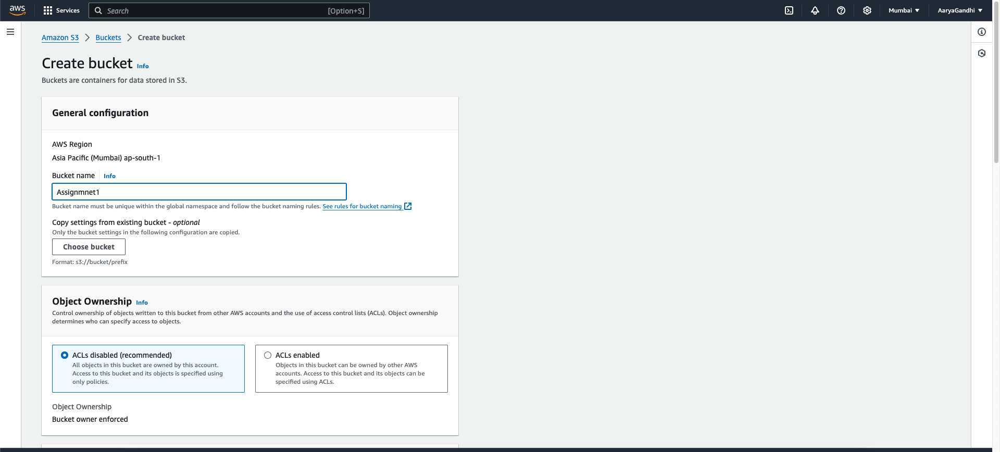 aws
Services
Search [Option+S]
Mumbai
AaryaGandhi
Amazon S3 Buckets Create bucket
Create bucket Info
Buckets are containers for data stored in S3.
General configuration
AWS Region
Asia Pacific (Mumbai) ap-south-1
Bucket name Info
Assignmnet1
Bucket name must be unique within the global namespace and follow the bucket naming rules. See rules for bucket naming
Copy settings from existing bucket - optional
Only the bucket settings in the following configuration are copied.
Choose bucket
Format: s3://bucket/prefix
Object Ownership Info
Control ownership of objects written to this bucket from other AWS accounts and the use of access control lists (ACLs). Object ownership
determines who can specify access to objects.
ACLs disabled (recommended)
All objects in this bucket are owned by this account.
Access to this bucket and its objects is specified using
only policies.
ACLs enabled
Objects in this bucket can be owned by other AWS
accounts. Access to this bucket and its objects can be
specified using ACLs.
Object Ownership
Bucket owner enforced